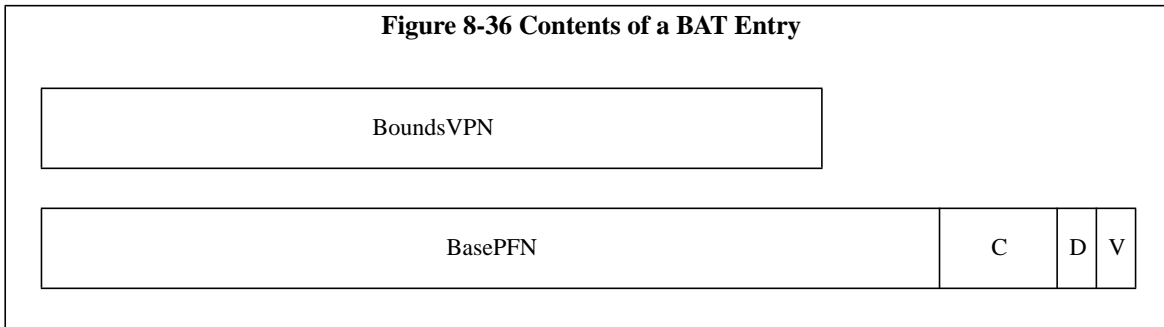 Figure 8-36 Contents of a BAT Entry
BoundsVPN
BasePFN C D V